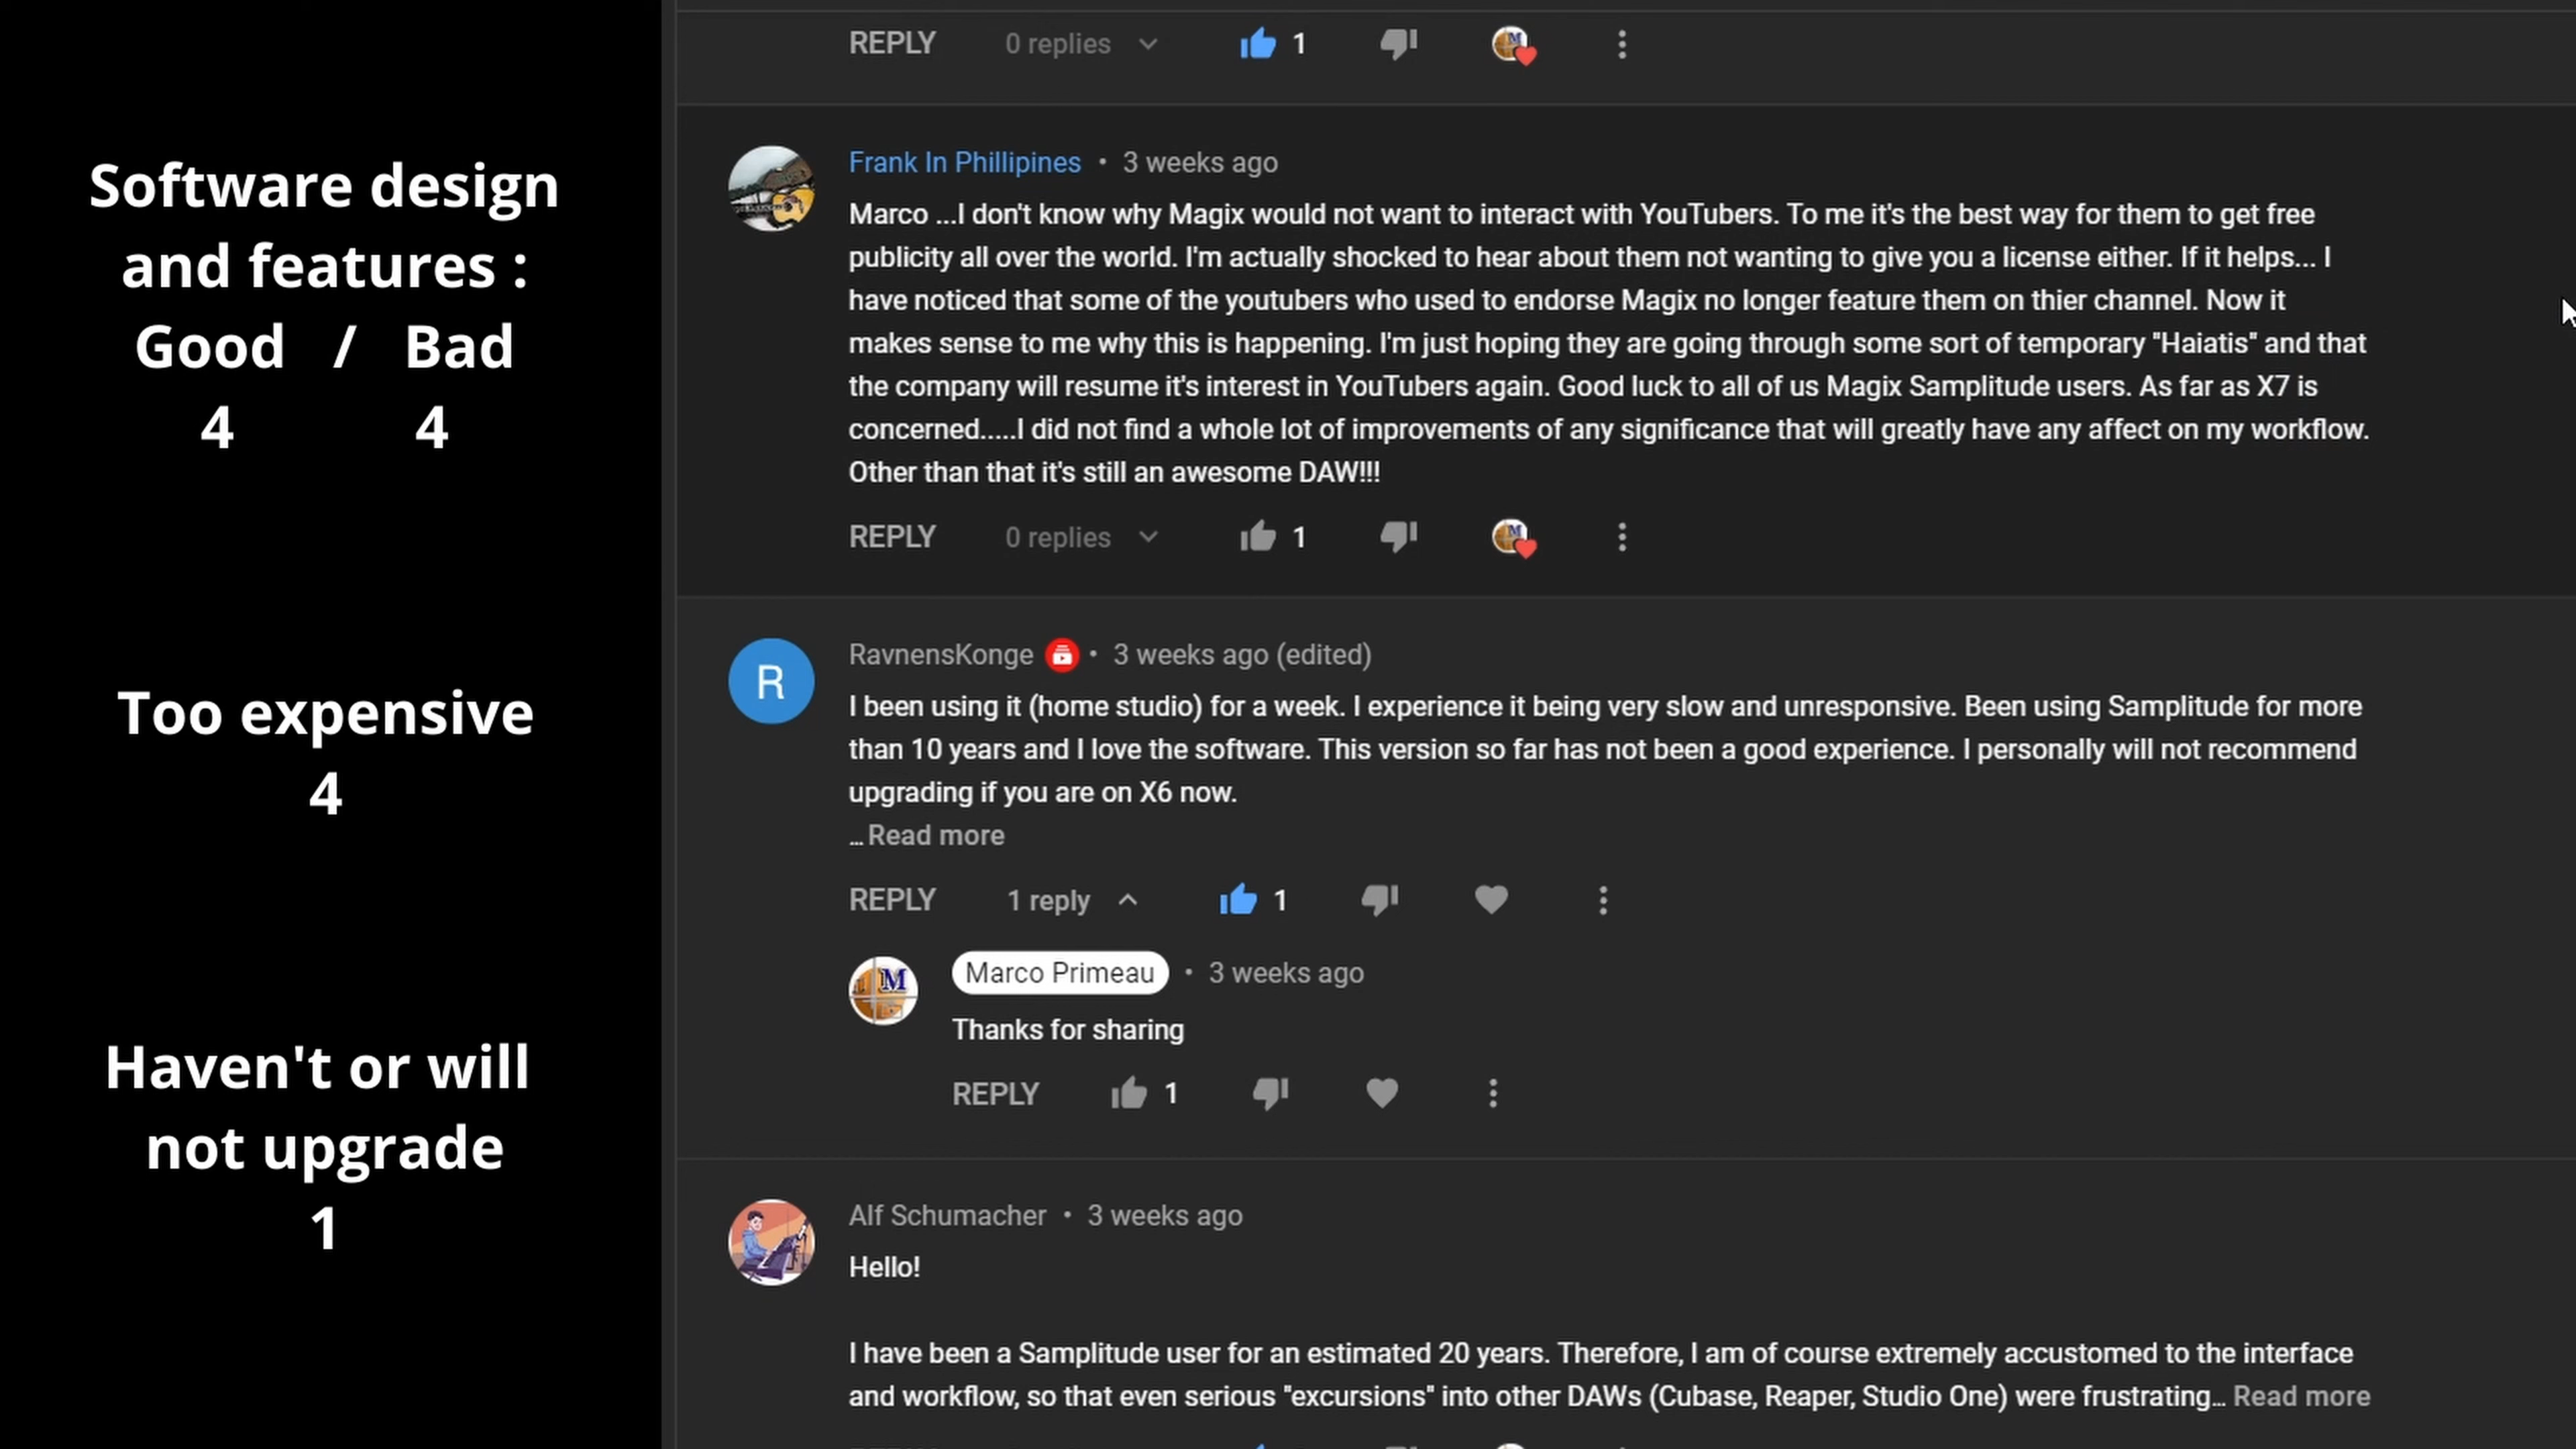 Software design
and features :
Good / Bad
4 4
Too expensive
4
Haven't or will
not upgrade
1
REPLY 0 replies 1
Frank In Phillipines • 3 weeks ago
Marco ...I don't know why Magix would not want to interact with YouTubers. To me it's the best way for them to get free
publicity all over the world. I'm actually shocked to hear about them not wanting to give you a license either. If it helps... I
have noticed that some of the youtubers who used to endorse Magix no longer feature them on thier channel. Now it
makes sense to me why this is happening. I'm just hoping they are going through some sort of temporary "Haiatis" and that
the company will resume it's interest in YouTubers again. Good luck to all of us Magix Samplitude users. As far as X7 is
concerned.....I did not find a whole lot of improvements of any significance that will greatly have any affect on my workflow.
Other than that it's still an awesome DAW!!!
REPLY 0 replies 1
R
RavnensKonge • 3 weeks ago (edited)
I been using it (home studio) for a week. I experience it being very slow and unresponsive. Been using Samplitude for more
than 10 years and I love the software. This version so far has not been a good experience. I personally will not recommend
upgrading if you are on X6 now.
... Read more
REPLY 1 reply 1
M
Marco Primeau • 3 weeks ago
Thanks for sharing
REPLY 1
Alf Schumacher • 3 weeks ago
Hello!
I have been a Samplitude user for an estimated 20 years. Therefore, I am of course extremely accustomed to the interface
and workflow, so that even serious "excursions" into other DAWs (Cubase, Reaper, Studio One) were frustrating... Read more